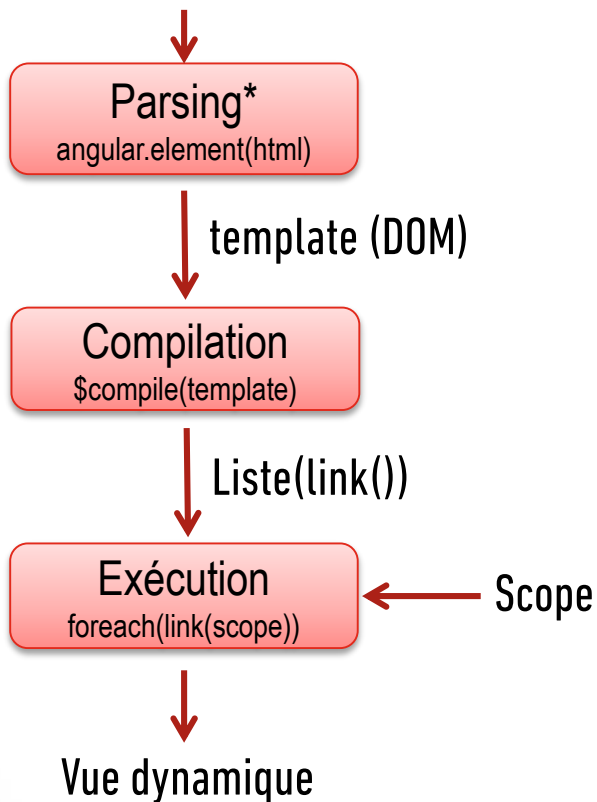 Parsing*
angular.element(html)
template (DOM)
Compilation
$compile(template)
Liste(link())
Exécution
foreach(link(scope))
Scope
Vue dynamique